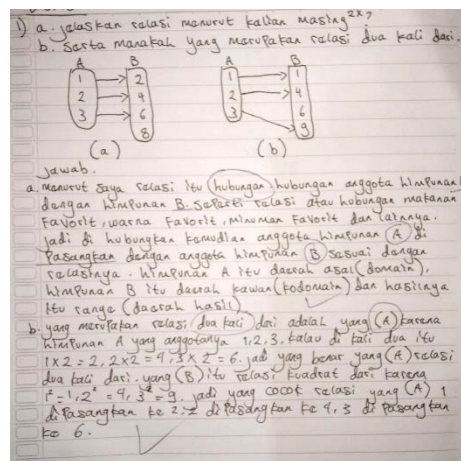 1) a. jelaskan relasi menurut kalian masing2x?
b. Serta manakah yang merupakan relasi dua kali dari.
A B A B
1 2 1 1
2 4 2 4
3 6 3 6
8 9
(a) (b)
Jawab.
a. menurut saya relasi itu hubungan, hubungan anggota himpunan
dengan himpunan B. seperti relasi atau hubungan makanan
Favorit, warna Favorit, minuman Favorit dan lainnya.
jadi di hubungkan kemudian anggota himpunan (A) di
pasangkan dengan anggota himpunan (B) sesuai dengan
relasinya. himpunan A itu daerah asal (domain),
himpunan B itu daerah kawan (kodomain) dan hasilnya
itu range (daerah hasil)
b. yang merupakan relasi dua kali dari adalah yang (A) karena
himpunan A yang anggotanya 1,2,3. kalau di kali dua itu
1 x 2 = 2, 2 x 2 = 4, 3 x 2 = 6. jadi yang benar yang (A) relasi
dua kali dari. yang (B) itu relasi kuadrat dari karena
1² = 1, 2² = 4, 3² = 9. jadi yang cocok relasi yang (A) 1
di pasangkan ke 2, 2 di pasangkan ke 4, 3 di pasangkan
ke 6.